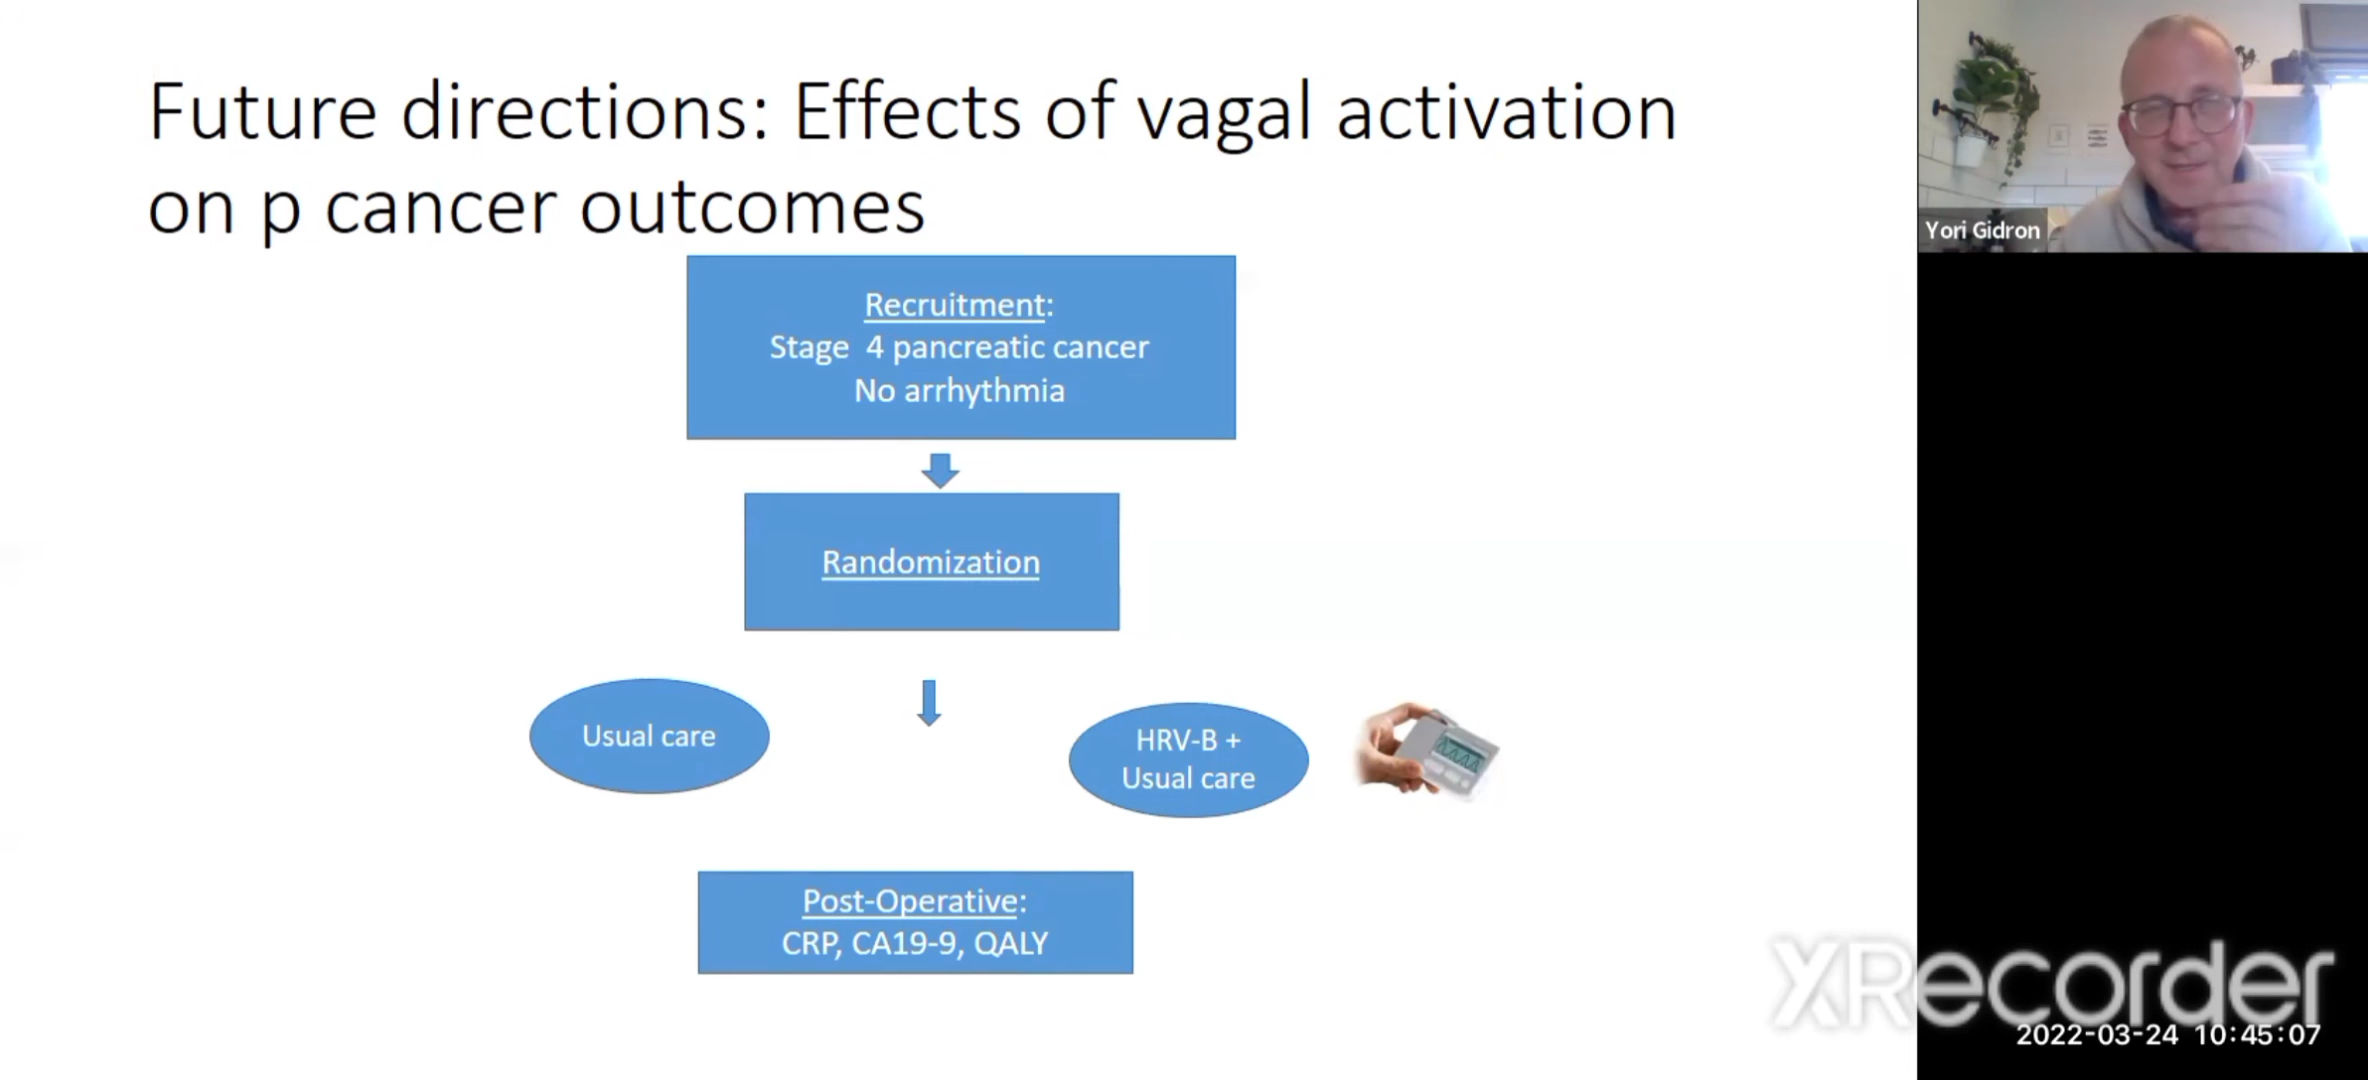 Future directions: Effects of vagal activation
on p cancer outcomes
Recruitment:
Stage 4 pancreatic cancer
No arrhythmia
Randomization
Usual care
HRV-B +
Usual care
Post-Operative:
CRP, CA19-9, QALY
Yori Gidron
XRecorder
2022-03-24 10:45:07